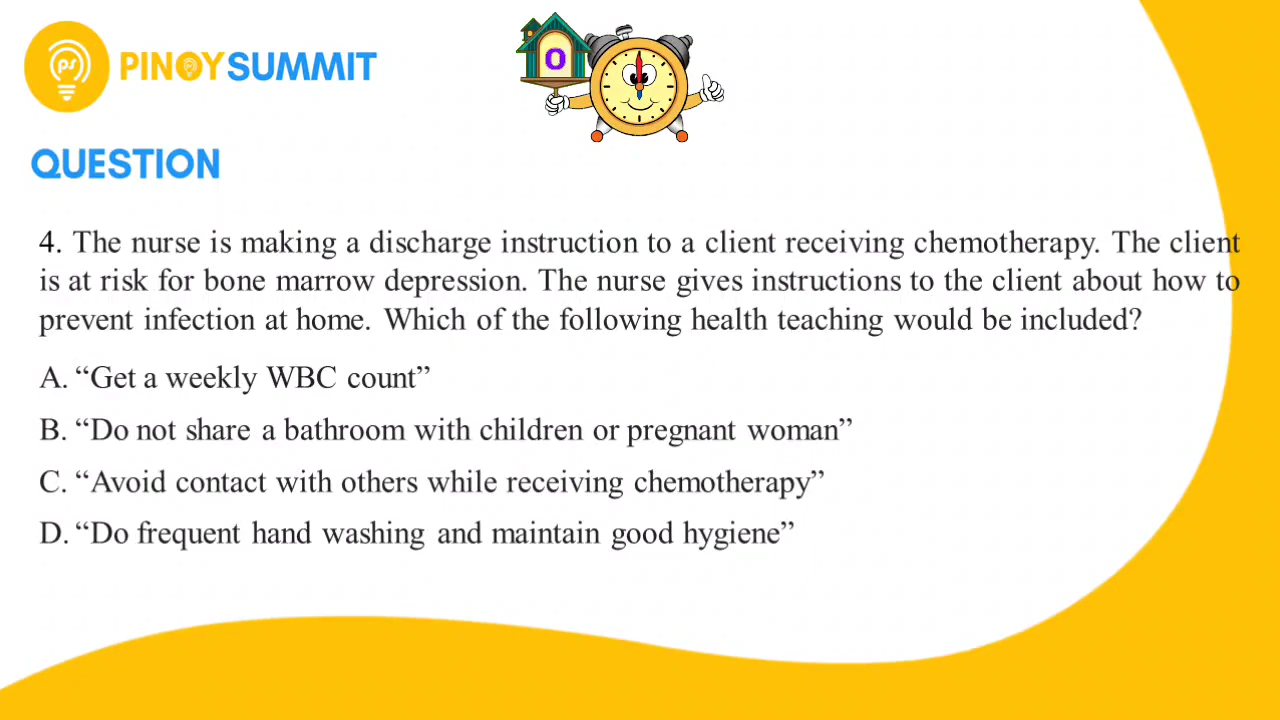 PINOY SUMMIT
O
QUESTION
4. The nurse is making a discharge instruction to a client receiving chemotherapy. The client
is at risk for bone marrow depression. The nurse gives instructions to the client about how to
prevent infection at home. Which of the following health teaching would be included?
A. “Get a weekly WBC count”
B. “Do not share a bathroom with children or pregnant woman”
C. “Avoid contact with others while receiving chemotherapy”
D. “Do frequent hand washing and maintain good hygiene”